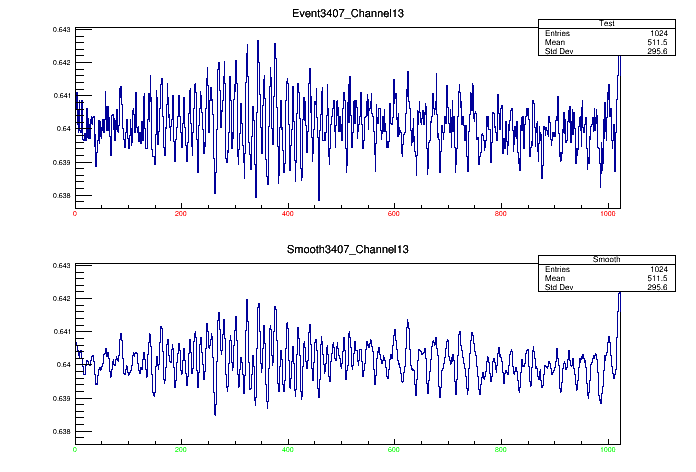 Event3407_Channel13
Test
Entries 1024
Mean 511.5
Std Dev 295.6
0.643
0.642
0.641
0.64
0.639
0.638
0 200 400 600 800 1000
Smooth3407_Channel13
Smooth
Entries 1024
Mean 511.5
Std Dev 295.6
0.643
0.642
0.641
0.64
0.639
0.638
0 200 400 600 800 1000